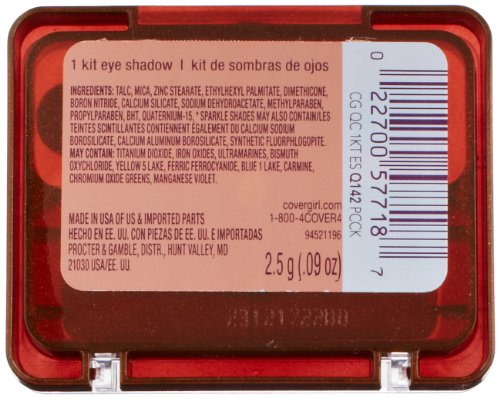 1 kit eye shadow | kit de sombras de ojos
INGREDIENTS: TALC, MICA, ZINC STEARATE, ETHYLHEXYL PALMITATE, DIMETHICONE,
BORON NITRIDE, CALCIUM SILICATE, SODIUM DEHYDROACETATE, METHYLPARABEN,
PROPYLPARABEN, BHT, QUATERNIUM-15, * SPARKLE SHADES MAY ALSO CONTAIN/LES
TEINTES SCINTILLANTES CONTIENNENT ÉGALEMENT DU CALCIUM SODIUM
BOROSILICATE, CALCIUM ALUMINUM BOROSILICATE, SYNTHETIC FLUORPHLOGOPITE.
MAY CONTAIN: TITANIUM DIOXIDE, IRON OXIDES, ULTRAMARINES, BISMUTH
OXYCHLORIDE, YELLOW 5 LAKE, FERRIC FERROCYANIDE, BLUE 1 LAKE, CARMINE,
CHROMIUM OXIDE GREENS, MANGANESE VIOLET.
covergirl.com
MADE IN USA OF US & IMPORTED PARTS 1-800-4COVER4
HECHO EN EE. UU. CON PIEZAS DE EE. UU. E IMPORTADAS 94521196
PROCTER & GAMBLE, DISTR., HUNT VALLEY, MD
21030 USA/EE. UU.
2.5 g (.09 oz)
0 22700 57718 7
CG QC 1KT ES Q142 PCCK